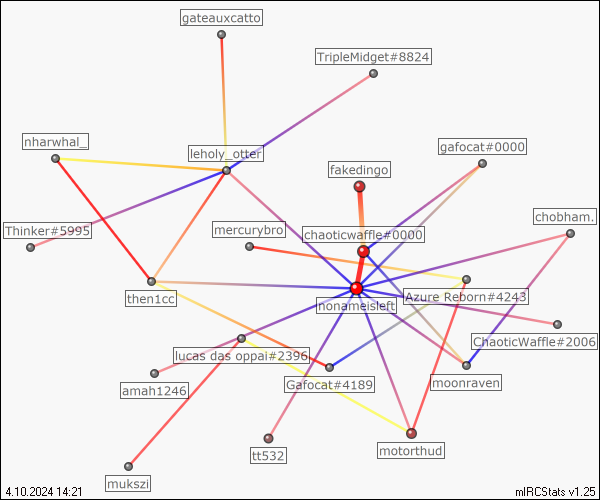 gateauxcatto
TripleMidget#8824
nharwhal_
leholy_otter
gafocat#0000
fakedingo
Thinker#5995
mercurybro
chaoticwaffle#0000
chobham.
then1cc
nonameisleft
Azure Reborn#4243
lucas das oppai#2396
ChaoticWaffle#2006
amah1246
Gafocat#4189
moonraven
tt532
motorthud
mukszi
4.10.2024 14:21
mIRCStats v1.25